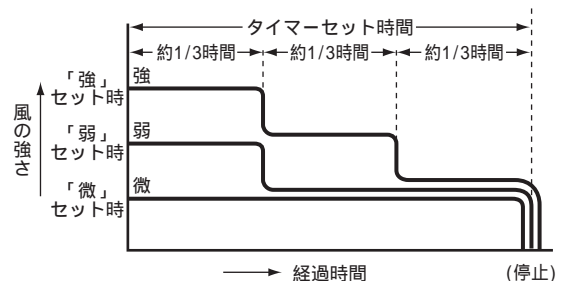 タイマーセット時間
約1/3時間 約1/3時間 約1/3時間
風の強さ
「強」
セット時
強
「弱」
セット時
弱
「微」
セット時
微
経過時間
(停止)